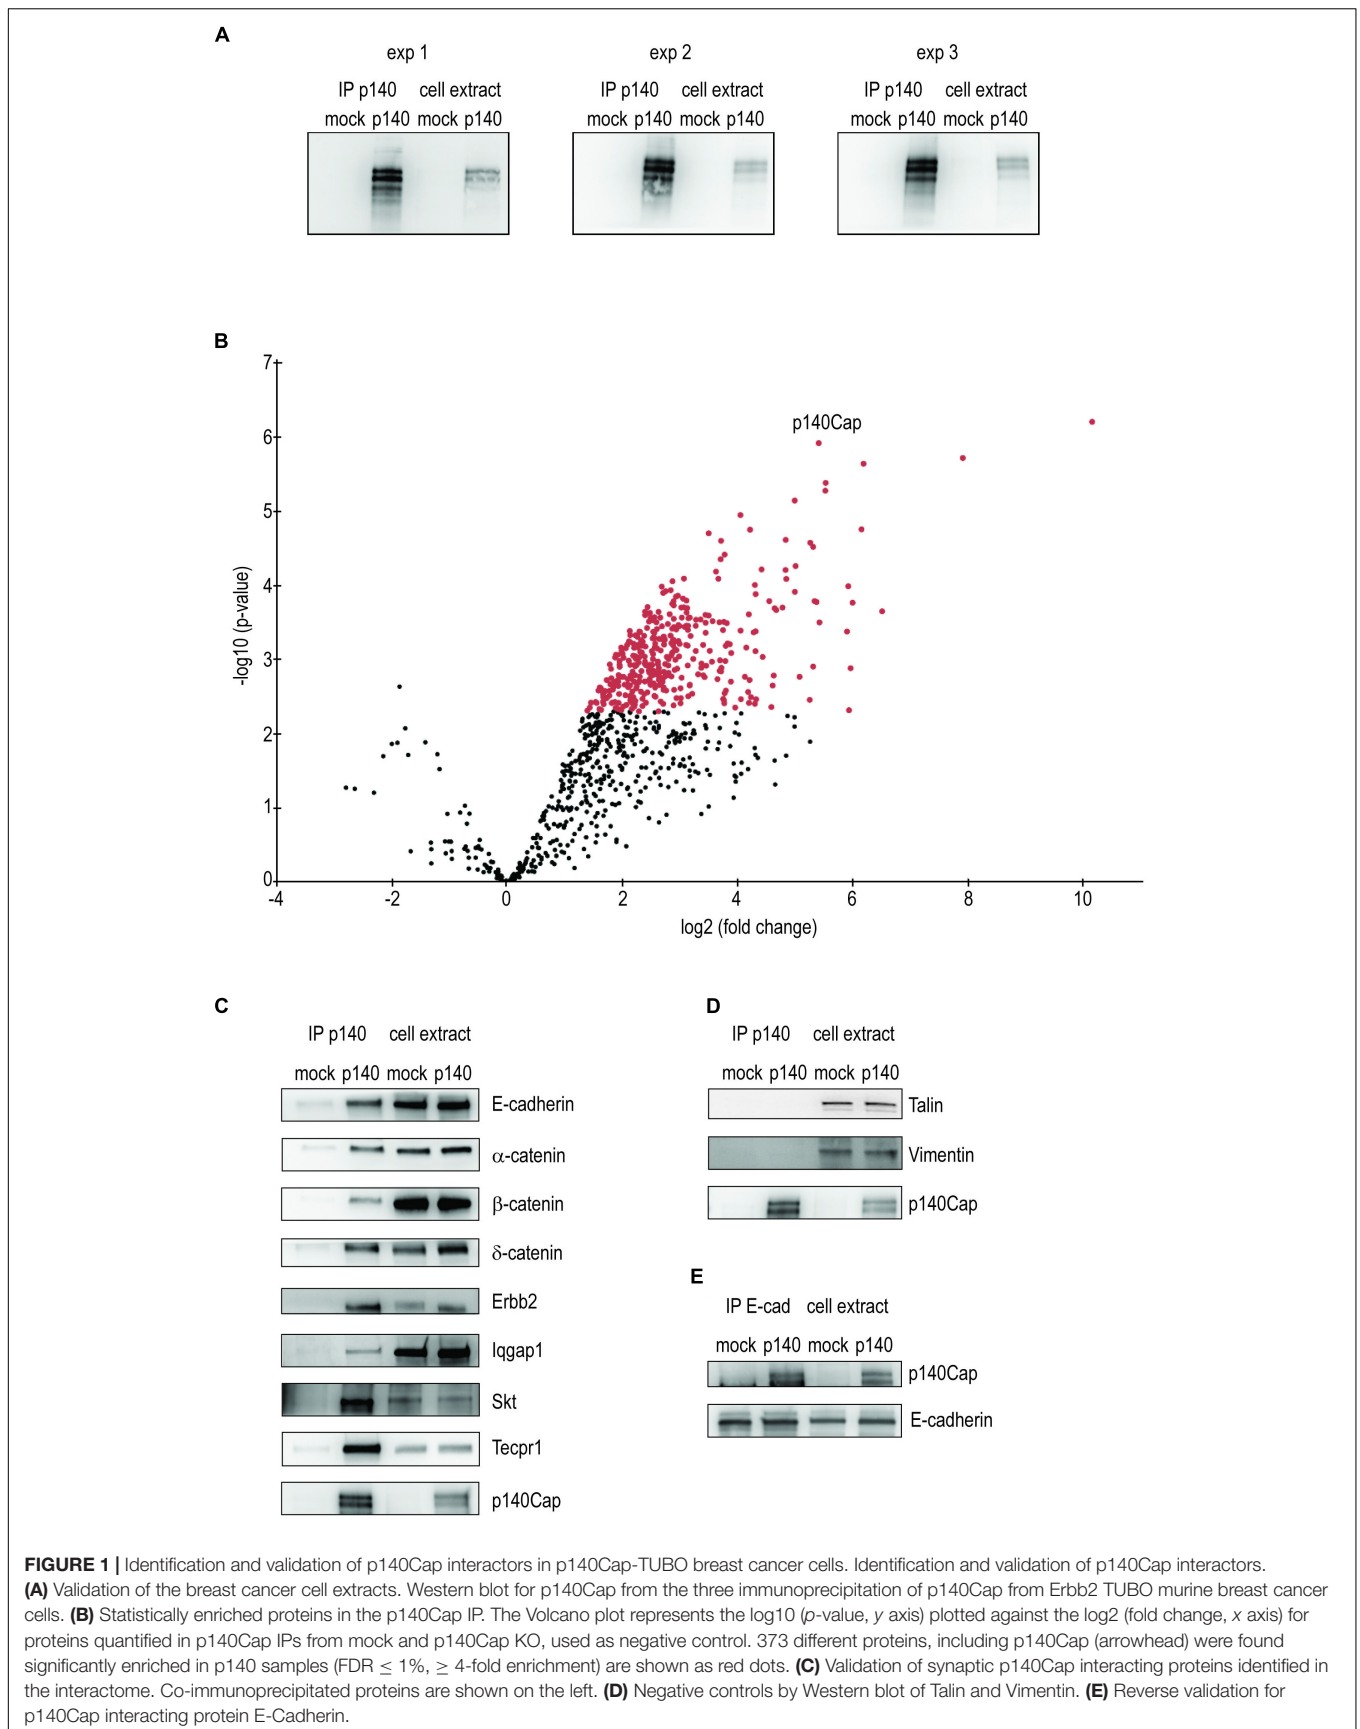 A
exp 1
exp 2
exp 3
IP p140 cell extract
IP p140 cell extract
IP p140 cell extract
mock p140 mock p140
mock p140 mock p140
mock p140 mock p140
B
7
6
5
4
3
2
1
0
-log10 (p-value)
p140Cap
-4 -2 0 2 4 6 8 10
log2 (fold change)
C
IP p140 cell extract
mock p140 mock p140
E-cadherin
α-catenin
β-catenin
δ-catenin
Erbb2
Iqgap1
Skt
Tecpr1
p140Cap
D
IP p140 cell extract
mock p140 mock p140
Talin
Vimentin
p140Cap
E
IP E-cad cell extract
mock p140 mock p140
p140Cap
E-cadherin
FIGURE 1 | Identification and validation of p140Cap interactors in p140Cap-TUBO breast cancer cells. Identification and validation of p140Cap interactors.
(A) Validation of the breast cancer cell extracts. Western blot for p140Cap from the three immunoprecipitation of p140Cap from Erbb2 TUBO murine breast cancer
cells. (B) Statistically enriched proteins in the p140Cap IP. The Volcano plot represents the log10 (p-value, y axis) plotted against the log2 (fold change, x axis) for
proteins quantified in p140Cap IPs from mock and p140Cap KO, used as negative control. 373 different proteins, including p140Cap (arrowhead) were found
significantly enriched in p140 samples (FDR ≤ 1%, ≥ 4-fold enrichment) are shown as red dots. (C) Validation of synaptic p140Cap interacting proteins identified in
the interactome. Co-immunoprecipitated proteins are shown on the left. (D) Negative controls by Western blot of Talin and Vimentin. (E) Reverse validation for
p140Cap interacting protein E-Cadherin.